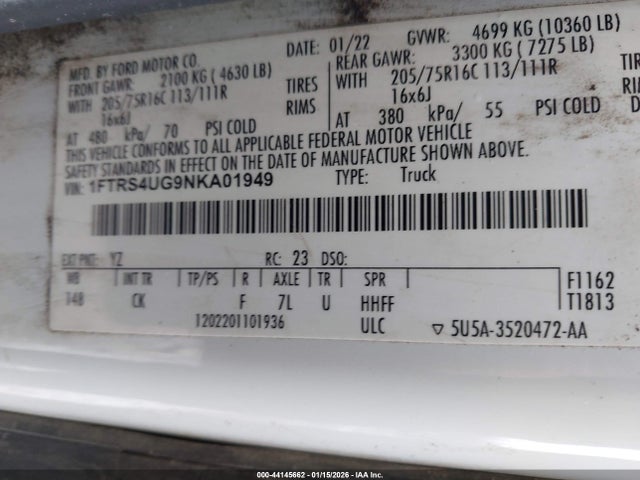 MFD. BY FORD MOTOR CO. DATE: 01/22 GVWR: 4699 KG (10360 LB)
FRONT GAWR: 2100 KG (4630 LB) REAR GAWR: 3300 KG (7275 LB)
WITH 205/75R16C 113/111R TIRES WITH 205/75R16C 113/111R TIRE
16x6J RIMS 16x6J RIMS
AT 480 kPa/ 70 PSI COLD AT 380 kPa/ 55 PSI COLD
THIS VEHICLE CONFORMS TO ALL APPLICABLE FEDERAL MOTOR VEHICLE
SAFETY STANDARDS IN EFFECT ON THE DATE OF MANUFACTURE SHOWN ABOVE.
VIN: 1FTRS4UG9NKA01949 TYPE: Truck
EXT PNT: YZ RC: 23 DSO:
WB INT TR TP/PS R AXLE TR SPR F1162
148 CK F 7L U HHFF T1813
1202201101936 ULC ▽ 5U5A-3520472-AA
000-44145662 - 01/15/2026 - IAA Inc.